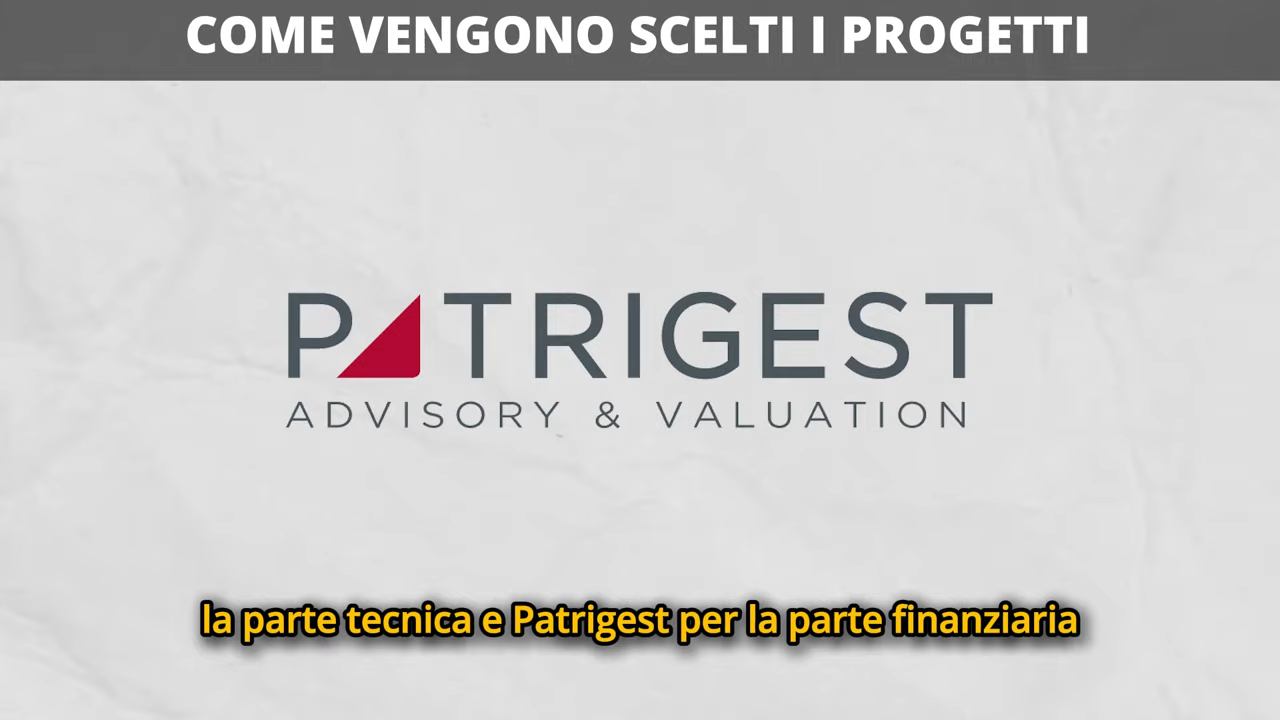 COME VENGONO SCELTI I PROGETTI
PATRIGEST
ADVISORY & VALUATION
la parte tecnica e Patrigest per la parte finanziaria